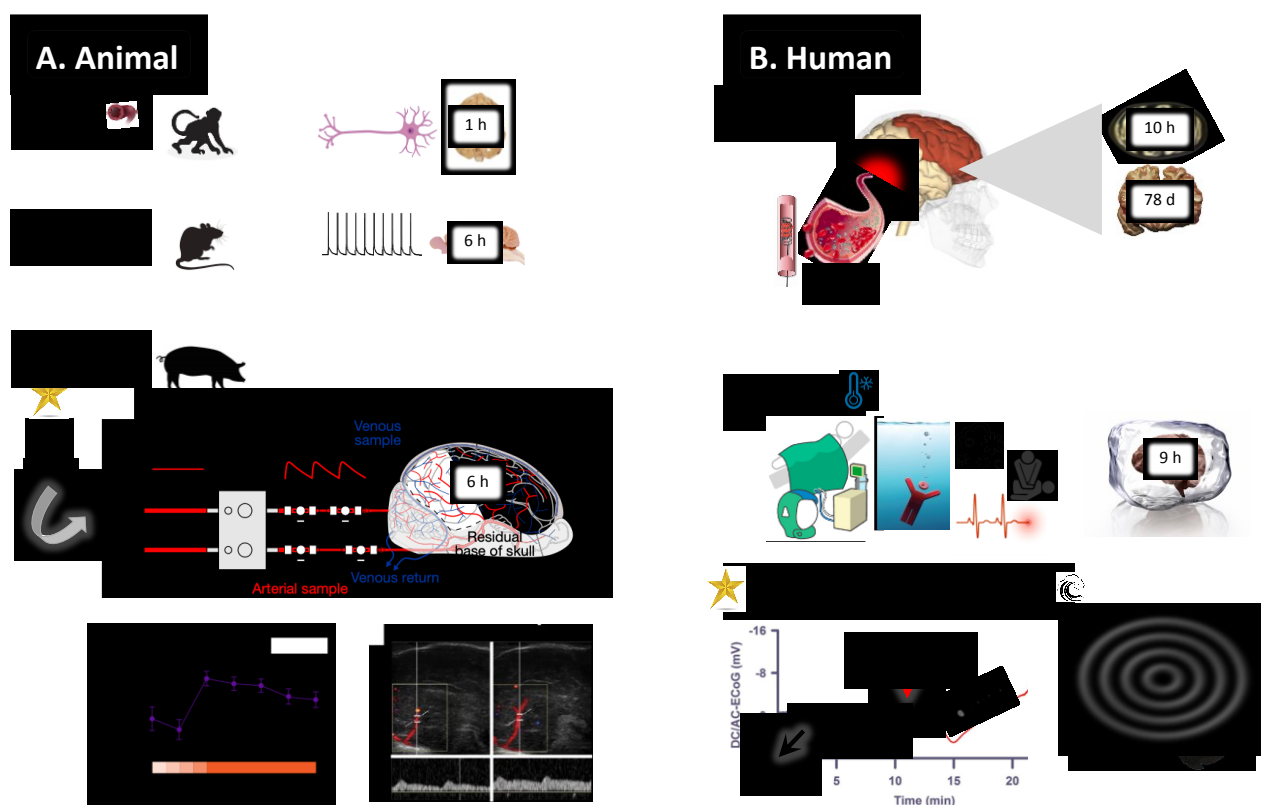 A. Animal
1 h
6 h
Venous
sample
6 h
Residual
base of skull
Venous return
Arterial sample
B. Human
10 h
78 d
9 h
-16
-8
DC/AC-ECoG (mV)
5
10
15
20
Time (min)